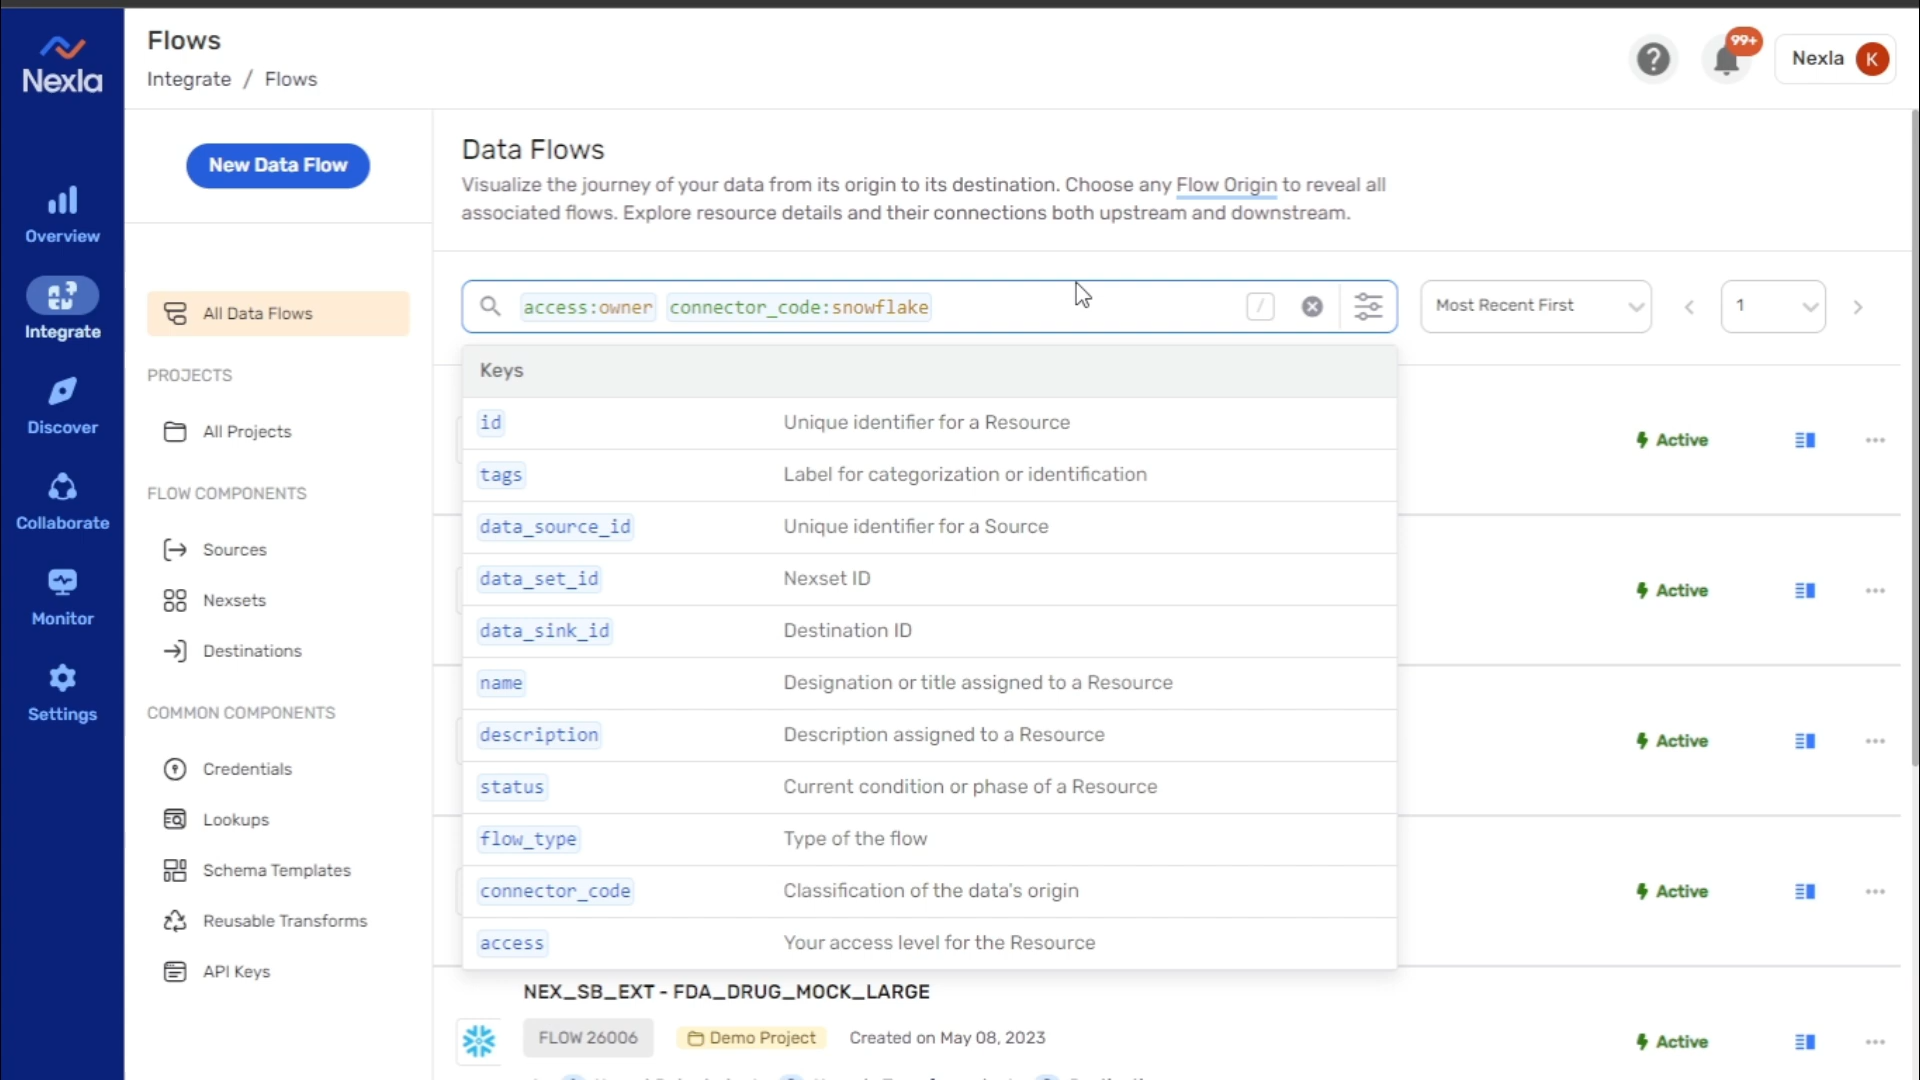 Nexla
Overview
Integrate
Discover
Collaborate
Monitor
Settings
Flows
Integrate / Flows
?
99+
Nexla K
New Data Flow
All Data Flows
PROJECTS
All Projects
FLOW COMPONENTS
Sources
Nexsets
Destinations
COMMON COMPONENTS
Credentials
Lookups
Schema Templates
Reusable Transforms
API Keys
Data Flows
Visualize the journey of your data from its origin to its destination. Choose any Flow Origin to reveal all
associated flows. Explore resource details and their connections both upstream and downstream.
access:owner connector_code:snowflake /
Most Recent First
1
Keys
id Unique identifier for a Resource
tags Label for categorization or identification
data_source_id Unique identifier for a Source
data_set_id Nexset ID
data_sink_id Destination ID
name Designation or title assigned to a Resource
description Description assigned to a Resource
status Current condition or phase of a Resource
flow_type Type of the flow
connector_code Classification of the data's origin
access Your access level for the Resource
Active
Active
Active
Active
NEX_SB_EXT - FDA_DRUG_MOCK_LARGE
FLOW 26006 Demo Project Created on May 08, 2023
Active